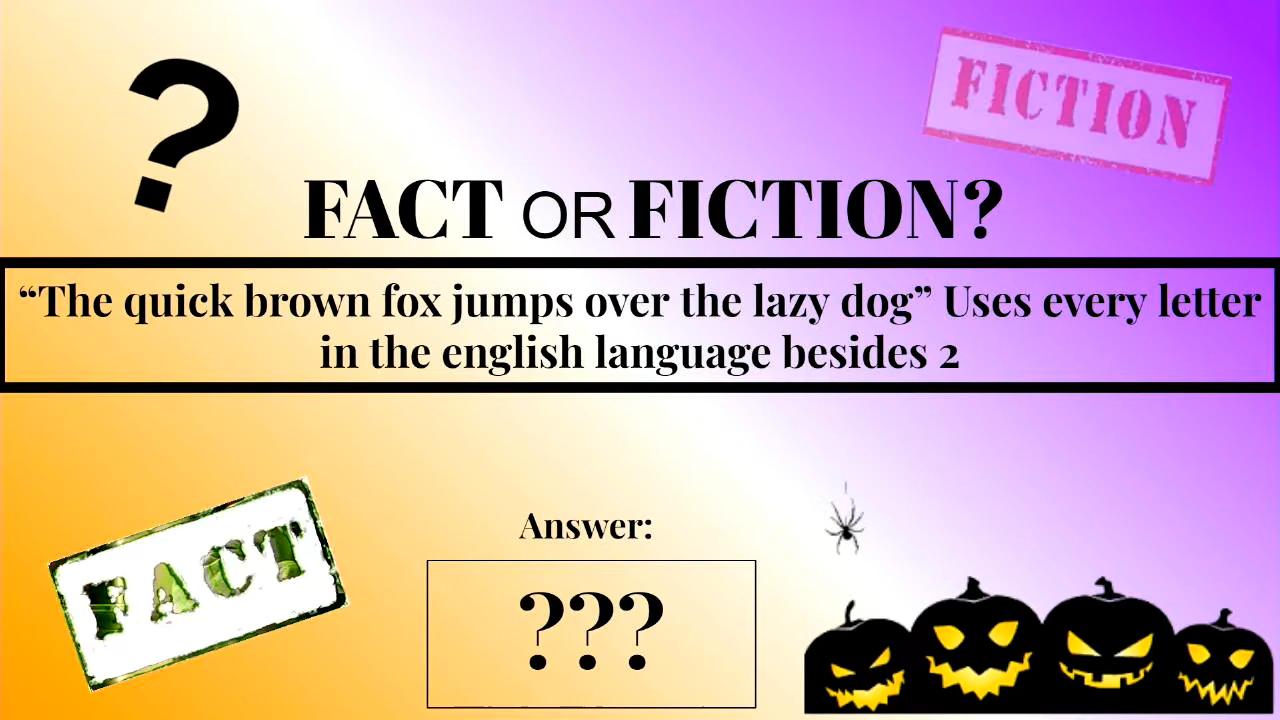 ?
FICTION
FACT OR FICTION?
“The quick brown fox jumps over the lazy dog” Uses every letter
in the english language besides 2
FACT
Answer:
???